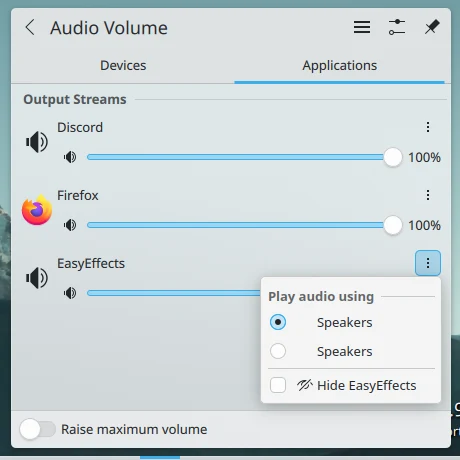 Audio Volume
Devices Applications
Output Streams
Discord
100%
Firefox
100%
EasyEffects
Play audio using
Speakers
Speakers
Hide EasyEffects
Raise maximum volume